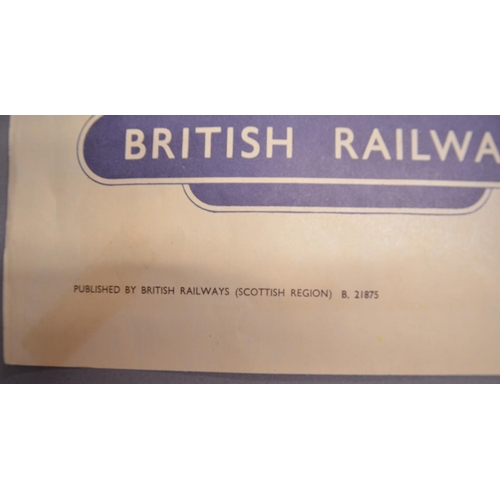 BRITISH RAILWA
PUBLISHED BY BRITISH RAILWAYS (SCOTTISH REGION) B. 21875